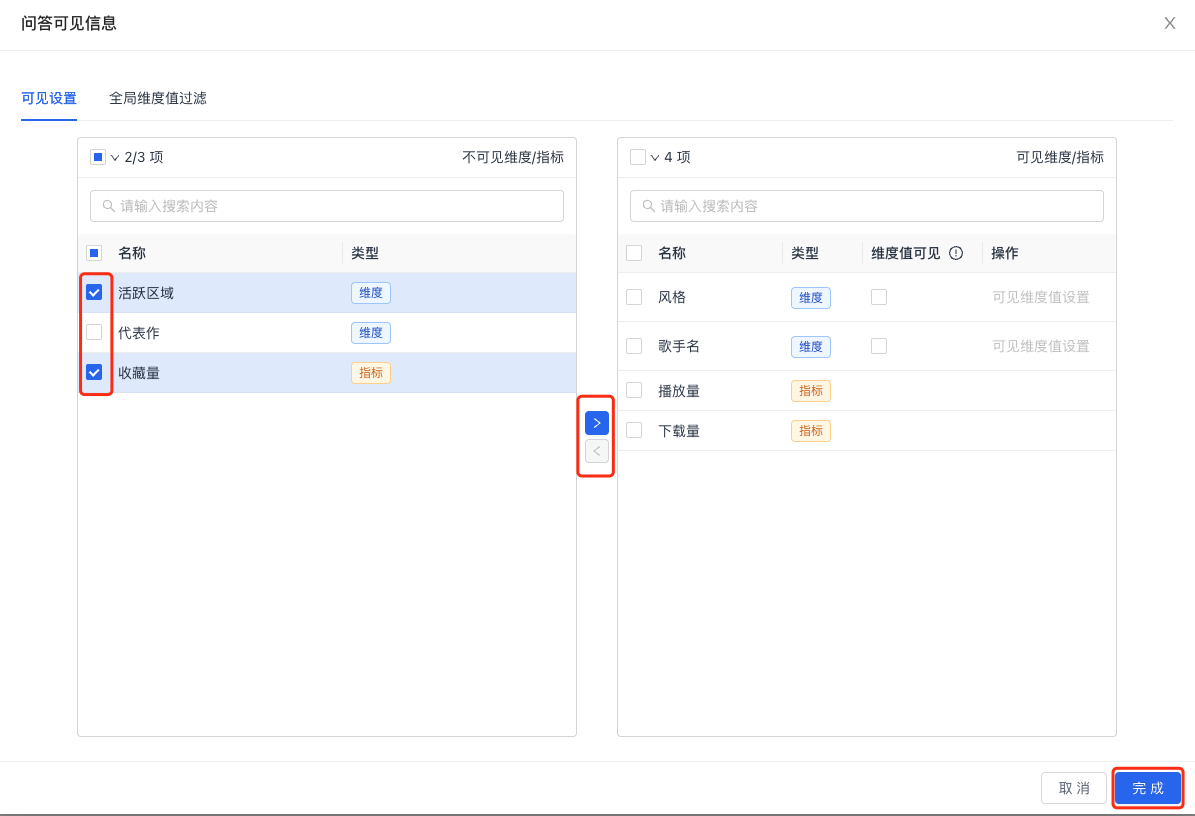 问答可见信息 X
可见设置 全局维度值过滤
2/3 项 不可见维度/指标
请输入搜索内容
名称 类型
活跃区域 维度
代表作 维度
收藏量 指标
4 项 可见维度/指标
请输入搜索内容
名称 类型 维度值可见 操作
风格 维度 可见维度值设置
歌手名 维度 可见维度值设置
播放量 指标
下载量 指标
取 消 完 成